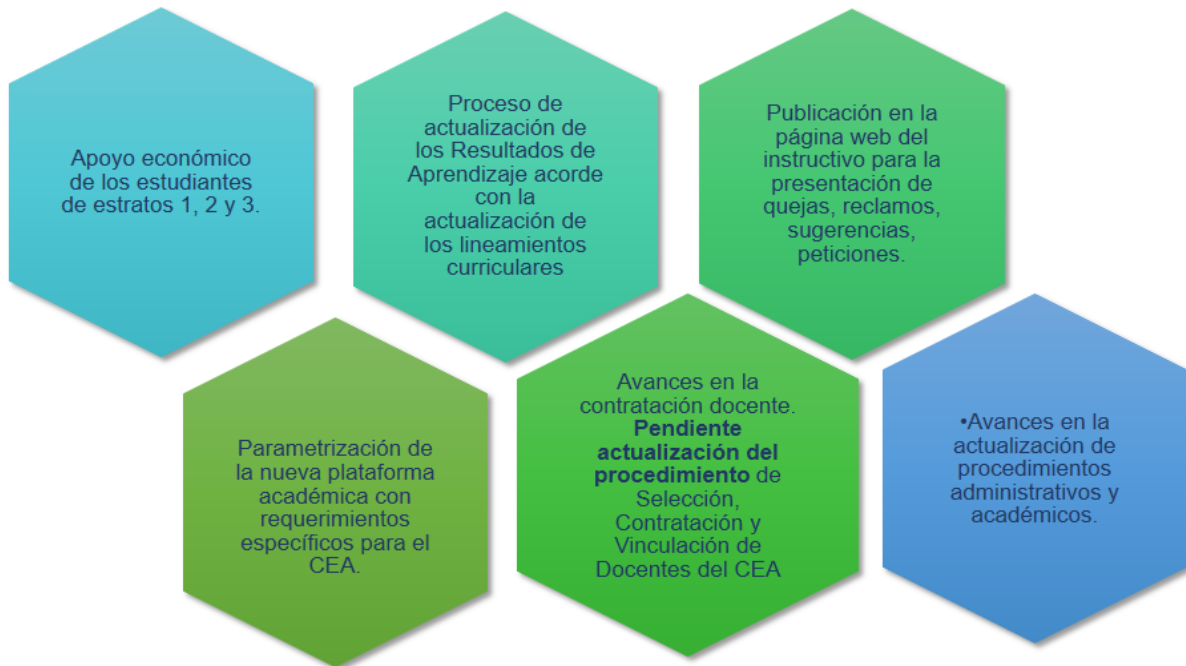 Apoyo económico
de los estudiantes
de estratos 1, 2 y 3.
Proceso de
actualización de
los Resultados de
Aprendizaje acorde
con la
actualización de
los lineamientos
curriculares
Publicación en la
página web del
instructivo para la
presentación de
quejas, reclamos,
sugerencias,
peticiones.
Parametrización de
la nueva plataforma
académica con
requerimientos
específicos para el
CEA.
Avances en la
contratación docente.
Pendiente
actualización del
procedimiento de
Selección,
Contratación y
Vinculación de
Docentes del CEA
•Avances en la
actualización de
procedimientos
administrativos y
académicos.